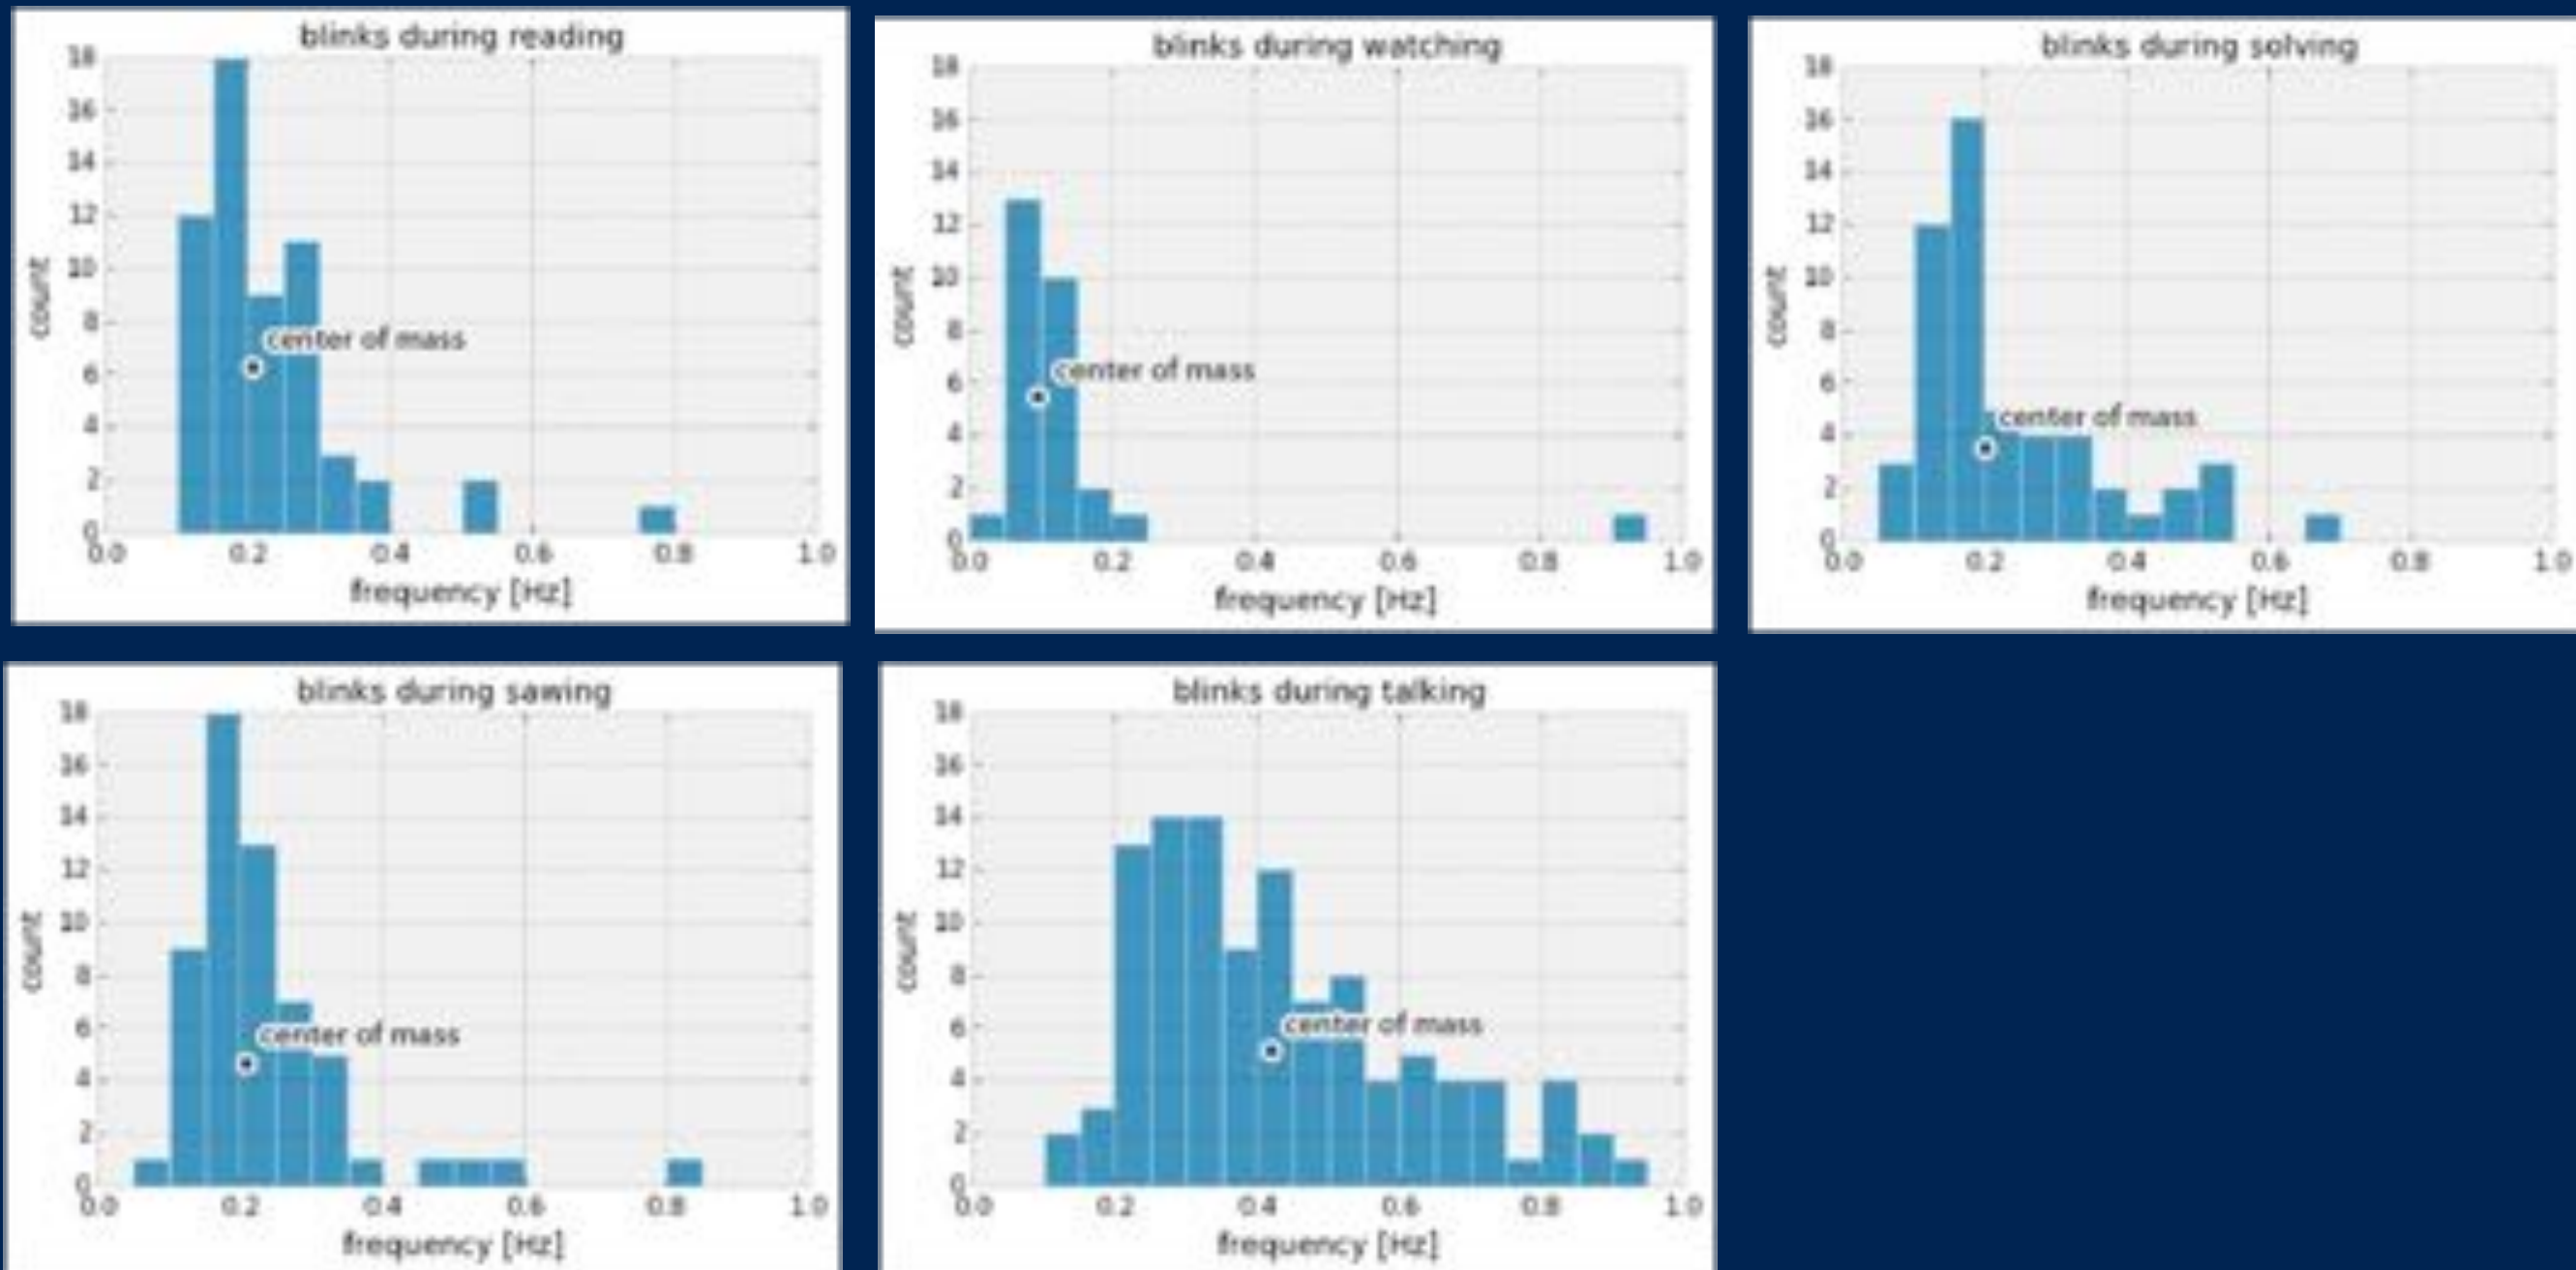 blinks during reading
count
18
16
14
12
10
8
6
4
2
0
center of mass
0.0 0.2 0.4 0.6 0.8 1.0
frequency [Hz]
blinks during watching
count
18
16
14
12
10
8
6
4
2
0
center of mass
0.0 0.2 0.4 0.6 0.8 1.0
frequency [Hz]
blinks during solving
count
18
16
14
12
10
8
6
4
2
0
center of mass
0.0 0.2 0.4 0.6 0.8 1.0
frequency [Hz]
blinks during sawing
count
18
16
14
12
10
8
6
4
2
0
center of mass
0.0 0.2 0.4 0.6 0.8 1.0
frequency [Hz]
blinks during talking
count
18
16
14
12
10
8
6
4
2
0
center of mass
0.0 0.2 0.4 0.6 0.8 1.0
frequency [Hz]